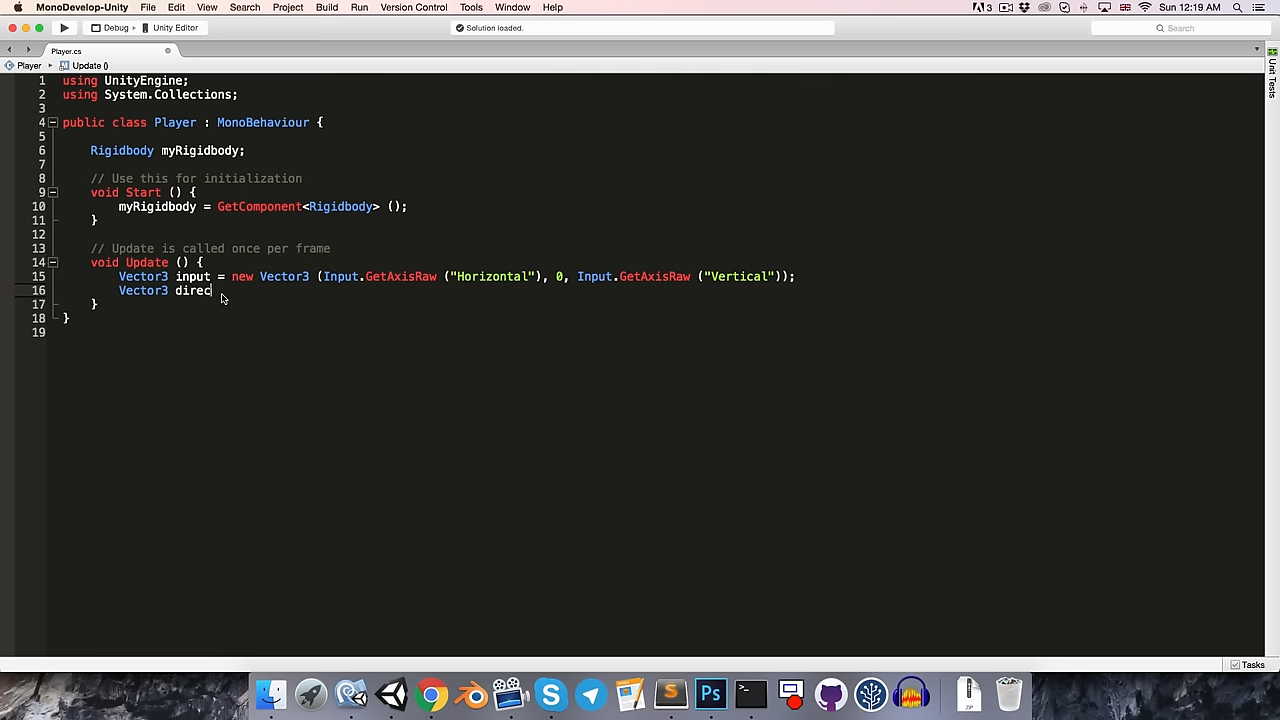 MonoDevelop-Unity File Edit View Search Project Build Run Version Control Tools Window Help 3 Sun 12:19 AM
Debug Unity Editor Solution loaded. Search
Player.cs
Player Update ()
Unit Tests
1 using UnityEngine;
2 using System.Collections;
3
4 public class Player : MonoBehaviour {
5
6 Rigidbody myRigidbody;
7
8 // Use this for initialization
9 void Start () {
10 myRigidbody = GetComponent<Rigidbody> ();
11 }
12
13 // Update is called once per frame
14 void Update () {
15 Vector3 input = new Vector3 (Input.GetAxisRaw ("Horizontal"), 0, Input.GetAxisRaw ("Vertical"));
16 Vector3 direc
17 }
18 }
19
Tasks
S Ps >_ ZIP